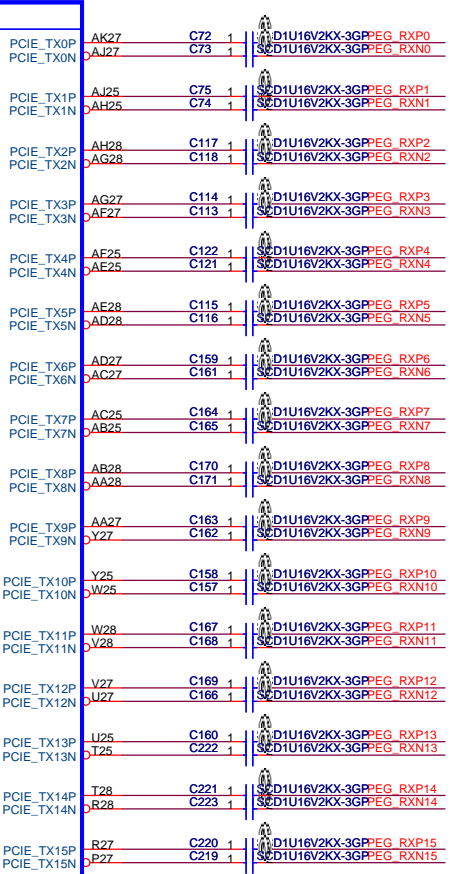 PCIE_TX0P AK27 C72 1 SCD1U16V2KX-3GP PEG_RXP0
PCIE_TX0N AJ27 C73 1 SCD1U16V2KX-3GP PEG_RXN0
PCIE_TX1P AJ25 C75 1 SCD1U16V2KX-3GP PEG_RXP1
PCIE_TX1N AH25 C74 1 SCD1U16V2KX-3GP PEG_RXN1
PCIE_TX2P AH28 C117 1 SCD1U16V2KX-3GP PEG_RXP2
PCIE_TX2N AG28 C118 1 SCD1U16V2KX-3GP PEG_RXN2
PCIE_TX3P AG27 C114 1 SCD1U16V2KX-3GP PEG_RXP3
PCIE_TX3N AF27 C113 1 SCD1U16V2KX-3GP PEG_RXN3
PCIE_TX4P AF25 C122 1 SCD1U16V2KX-3GP PEG_RXP4
PCIE_TX4N AE25 C121 1 SCD1U16V2KX-3GP PEG_RXN4
PCIE_TX5P AE28 C115 1 SCD1U16V2KX-3GP PEG_RXP5
PCIE_TX5N AD28 C116 1 SCD1U16V2KX-3GP PEG_RXN5
PCIE_TX6P AD27 C159 1 SCD1U16V2KX-3GP PEG_RXP6
PCIE_TX6N AC27 C161 1 SCD1U16V2KX-3GP PEG_RXN6
PCIE_TX7P AC25 C164 1 SCD1U16V2KX-3GP PEG_RXP7
PCIE_TX7N AB25 C165 1 SCD1U16V2KX-3GP PEG_RXN7
PCIE_TX8P AB28 C170 1 SCD1U16V2KX-3GP PEG_RXP8
PCIE_TX8N AA28 C171 1 SCD1U16V2KX-3GP PEG_RXN8
PCIE_TX9P AA27 C163 1 SCD1U16V2KX-3GP PEG_RXP9
PCIE_TX9N Y27 C162 1 SCD1U16V2KX-3GP PEG_RXN9
PCIE_TX10P Y25 C158 1 SCD1U16V2KX-3GP PEG_RXP10
PCIE_TX10N W25 C157 1 SCD1U16V2KX-3GP PEG_RXN10
PCIE_TX11P W28 C167 1 SCD1U16V2KX-3GP PEG_RXP11
PCIE_TX11N V28 C168 1 SCD1U16V2KX-3GP PEG_RXN11
PCIE_TX12P V27 C169 1 SCD1U16V2KX-3GP PEG_RXP12
PCIE_TX12N U27 C166 1 SCD1U16V2KX-3GP PEG_RXN12
PCIE_TX13P U25 C160 1 SCD1U16V2KX-3GP PEG_RXP13
PCIE_TX13N T25 C222 1 SCD1U16V2KX-3GP PEG_RXN13
PCIE_TX14P T28 C221 1 SCD1U16V2KX-3GP PEG_RXP14
PCIE_TX14N R28 C223 1 SCD1U16V2KX-3GP PEG_RXN14
PCIE_TX15P R27 C220 1 SCD1U16V2KX-3GP PEG_RXP15
PCIE_TX15N P27 C219 1 SCD1U16V2KX-3GP PEG_RXN15